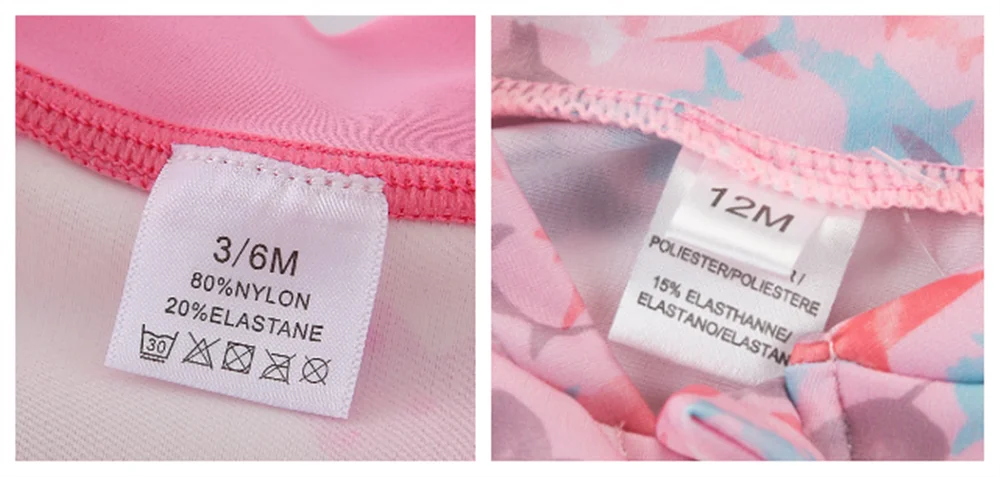 3/6M
80%NYLON
20%ELASTANE
30
12M
POLIESTER/POLIESTERE
15% ELASTHANNE/
ELASTANO/ELASTAN